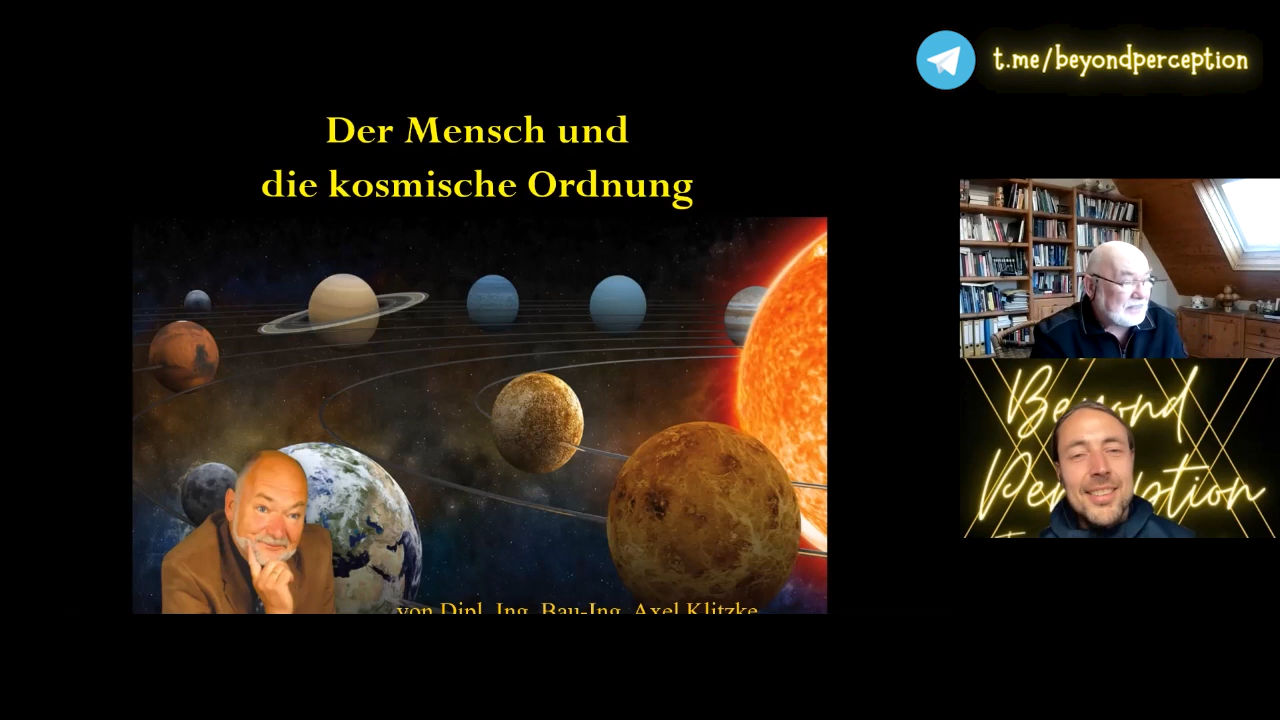 t.me/beyondperception
Der Mensch und
die kosmische Ordnung
von Dipl. Ing. Bau-Ing. Axel Klitzke
Beyond
Perception